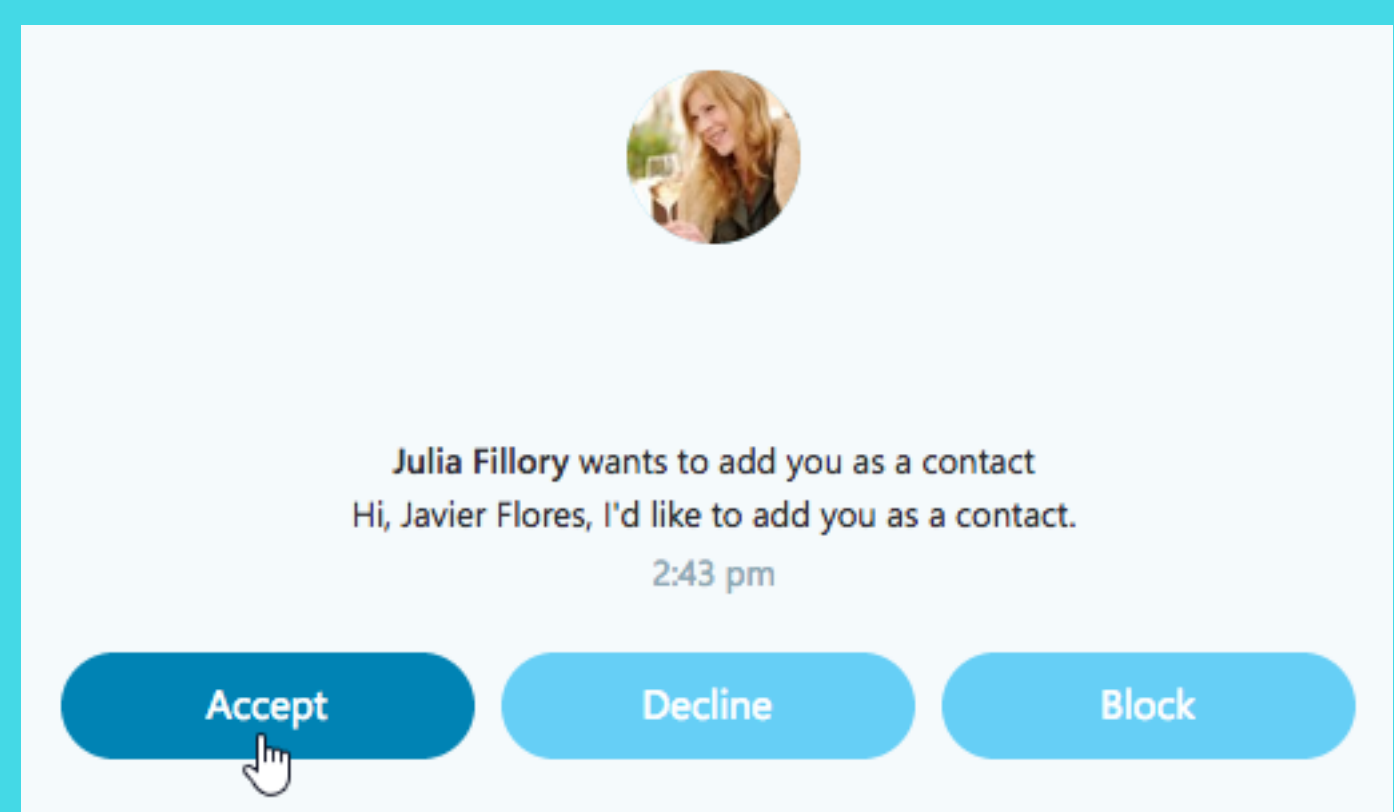 Julia Fillory wants to add you as a contact
Hi, Javier Flores, I'd like to add you as a contact.
2:43 pm
Accept Decline Block